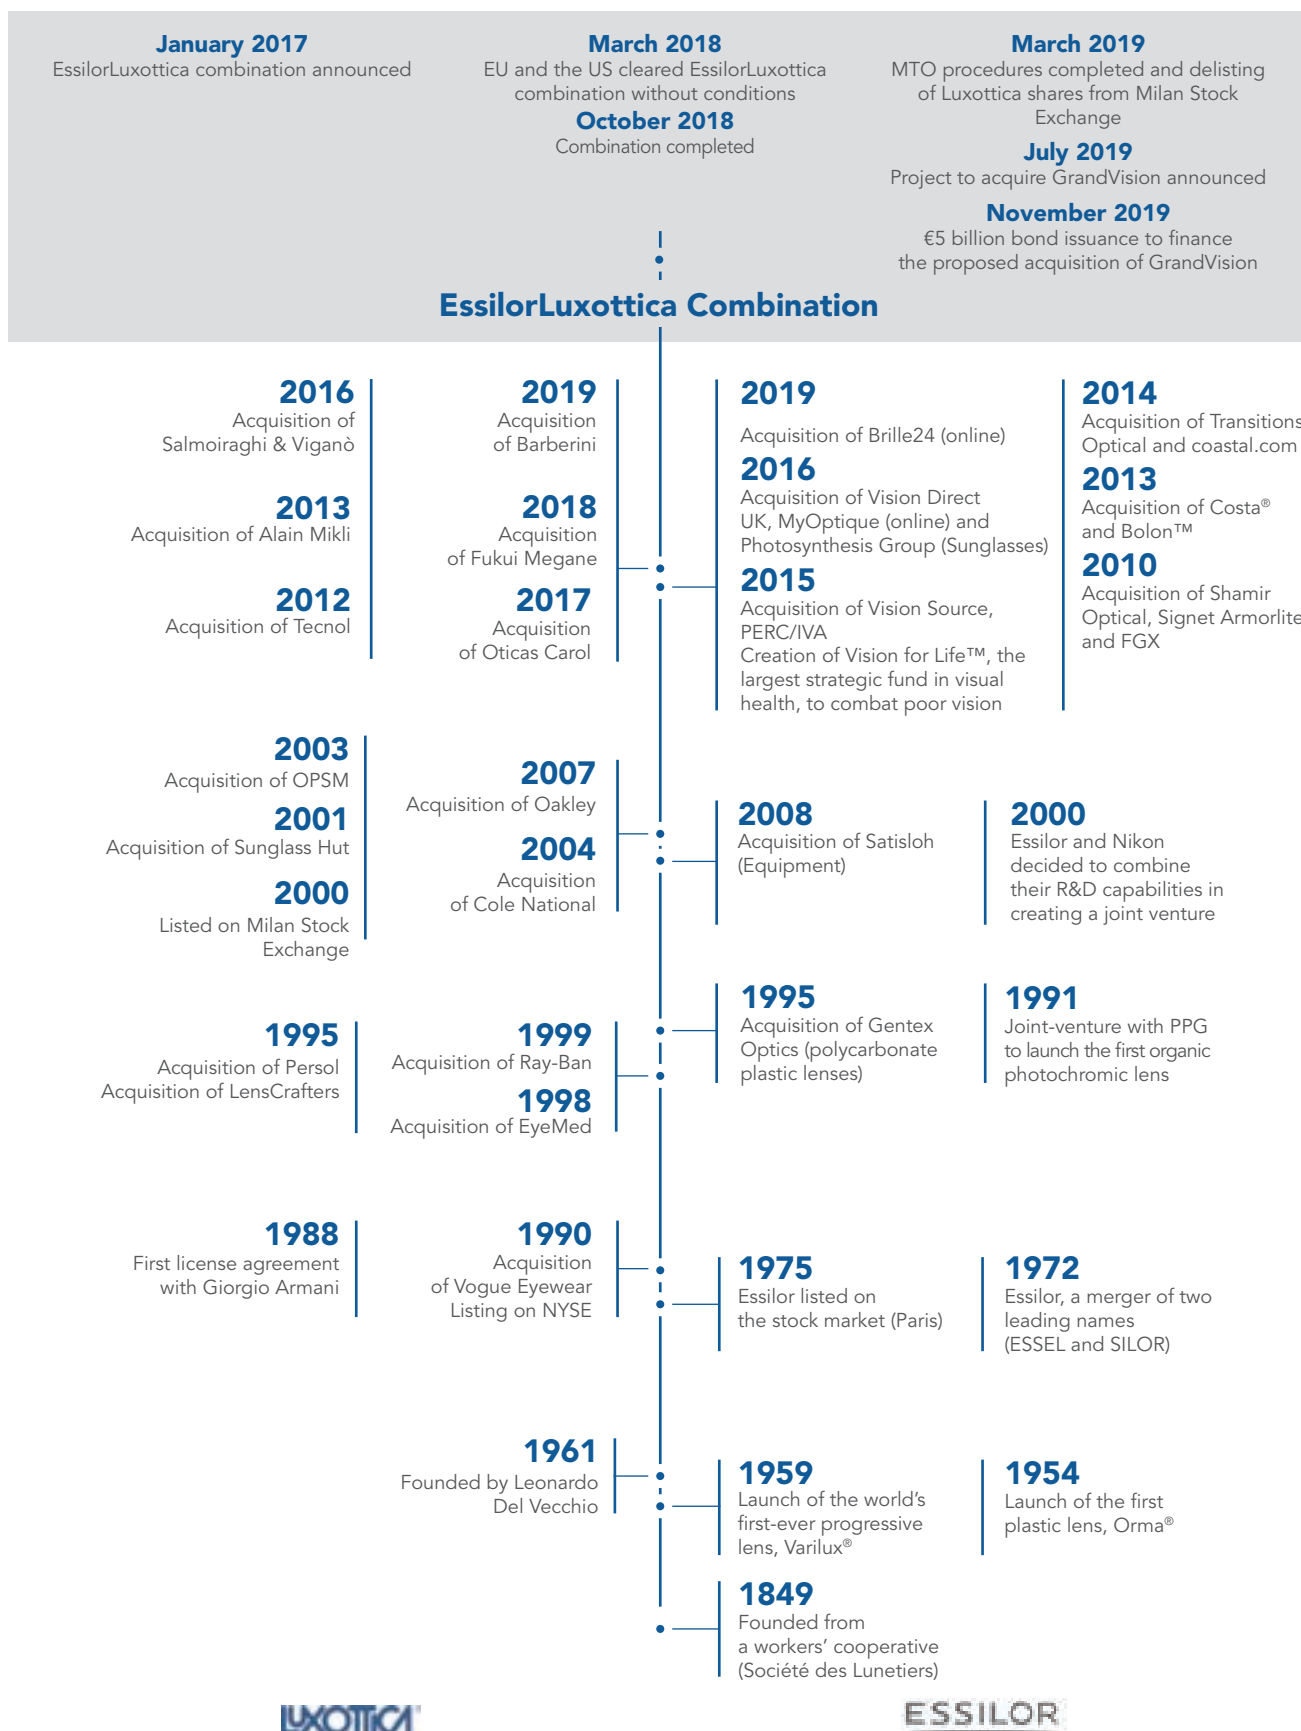 January 2017
EssilorLuxottica combination announced
March 2018
EU and the US cleared EssilorLuxottica
combination without conditions
October 2018
Combination completed
March 2019
MTO procedures completed and delisting
of Luxottica shares from Milan Stock
Exchange
July 2019
Project to acquire GrandVision announced
November 2019
€5 billion bond issuance to finance
the proposed acquisition of GrandVision
EssilorLuxottica Combination
2016
Acquisition of
Salmoiraghi & Viganò
2013
Acquisition of Alain Mikli
2012
Acquisition of Tecnol
2019
Acquisition
of Barberini
2018
Acquisition
of Fukui Megane
2017
Acquisition
of Oticas Carol
2019
Acquisition of Brille24 (online)
2016
Acquisition of Vision Direct
UK, MyOptique (online) and
Photosynthesis Group (Sunglasses)
2015
Acquisition of Vision Source,
PERC/IVA
Creation of Vision for Life™, the
largest strategic fund in visual
health, to combat poor vision
2014
Acquisition of Transitions
Optical and coastal.com
2013
Acquisition of Costa®
and Bolon™
2010
Acquisition of Shamir
Optical, Signet Armorlite
and FGX
2003
Acquisition of OPSM
2001
Acquisition of Sunglass Hut
2000
Listed on Milan Stock
Exchange
2007
Acquisition of Oakley
2004
Acquisition
of Cole National
2008
Acquisition of Satisloh
(Equipment)
2000
Essilor and Nikon
decided to combine
their R&D capabilities in
creating a joint venture
1995
Acquisition of Persol
Acquisition of LensCrafters
1999
Acquisition of Ray-Ban
1998
Acquisition of EyeMed
1995
Acquisition of Gentex
Optics (polycarbonate
plastic lenses)
1991
Joint-venture with PPG
to launch the first organic
photochromic lens
1988
First license agreement
with Giorgio Armani
1990
Acquisition
of Vogue Eyewear
Listing on NYSE
1975
Essilor listed on
the stock market (Paris)
1972
Essilor, a merger of two
leading names
(ESSEL and SILOR)
1961
Founded by Leonardo
Del Vecchio
1959
Launch of the world's
first-ever progressive
lens, Varilux®
1954
Launch of the first
plastic lens, Orma®
1849
Founded from
a workers' cooperative
(Société des Lunetiers)
LUXOTTICA
ESSILOR